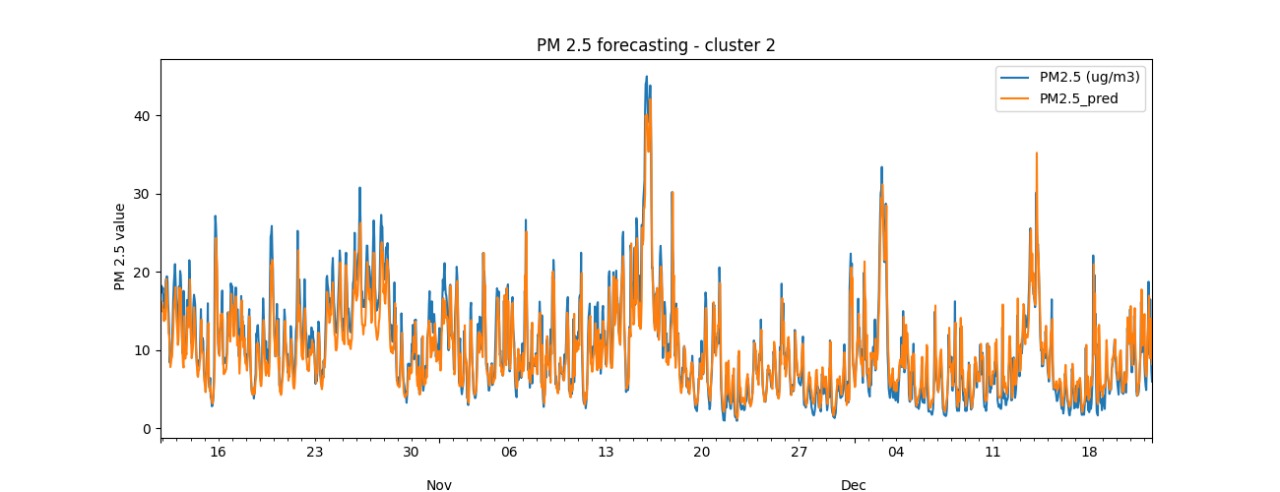 PM 2.5 forecasting - cluster 2
PM2.5 (ug/m3)
PM2.5_pred
PM 2.5 value
40
30
20
10
0
16 23 30 06 13 20 27 04 11 18
Nov Dec